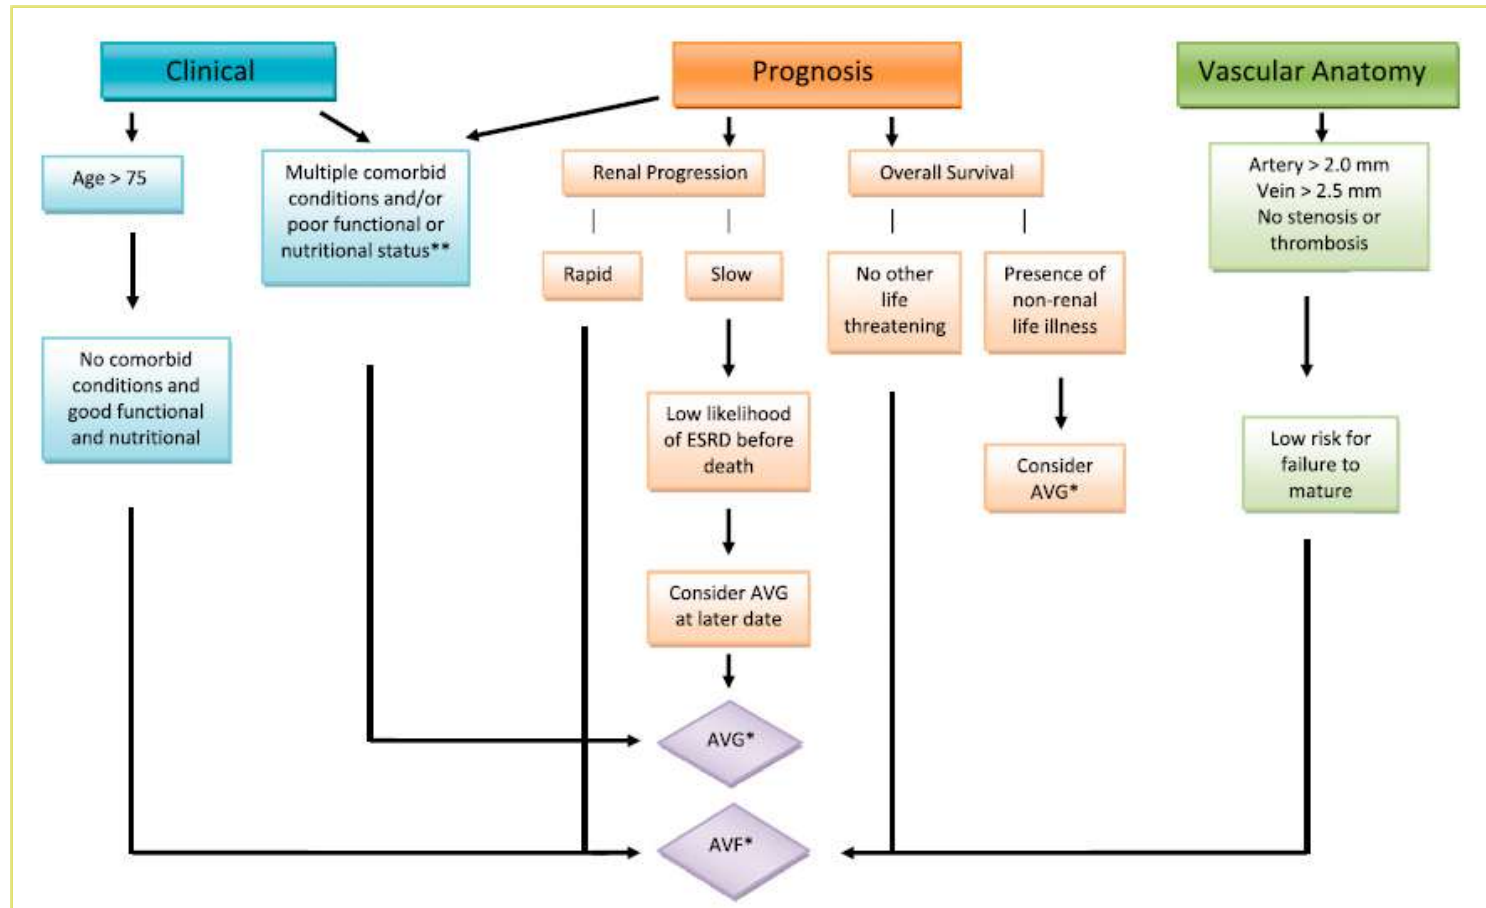 Clinical
Prognosis
Vascular Anatomy
Age > 75
Multiple comorbid
conditions and/or
poor functional or
nutritional status**
Renal Progression
Overall Survival
Artery > 2.0 mm
Vein > 2.5 mm
No stenosis or
thrombosis
Rapid
Slow
No other
life
threatening
Presence of
non-renal
life illness
No comorbid
conditions and
good functional
and nutritional
Low likelihood
of ESRD before
death
Consider
AVG*
Low risk for
failure to
mature
Consider AVG
at later date
AVG*
AVF*